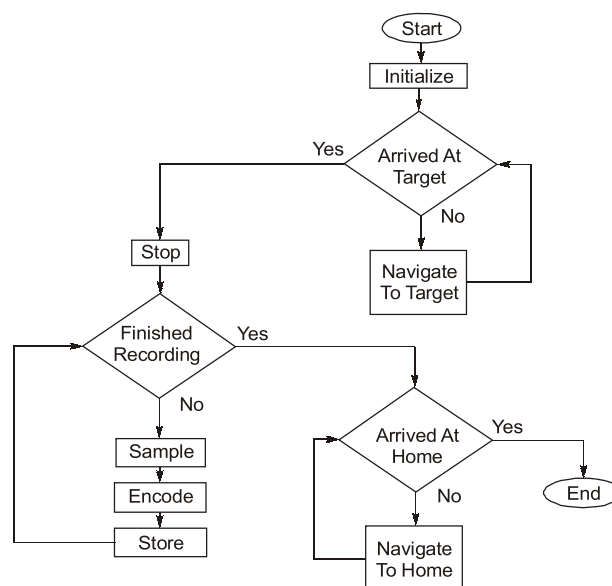 Start
Initialize
Yes
Arrived At
Target
No
Stop
Navigate
To Target
Finished
Recording
Yes
No
Arrived At
Home
Yes
Sample
Encode
No
End
Store
Navigate
To Home